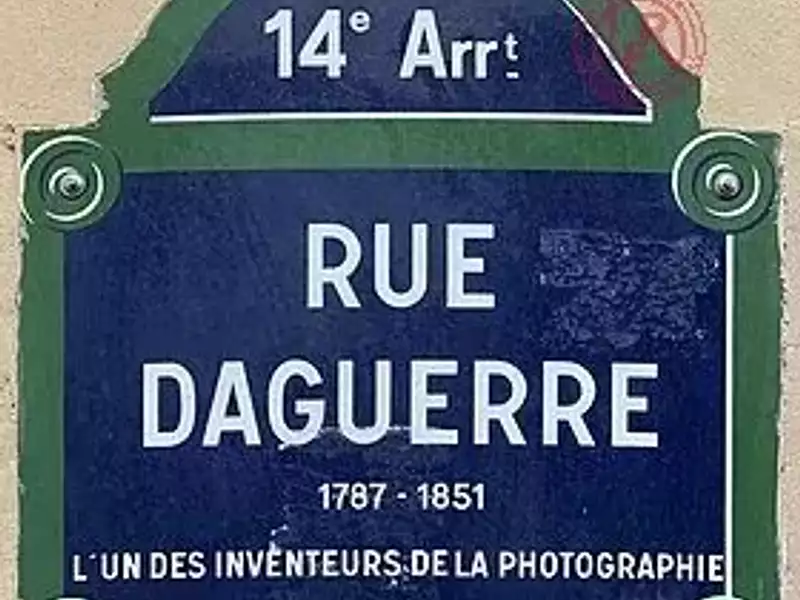 14e Arrt
RUE
DAGUERRE
1787 - 1851
L'UN DES INVENTEURS DE LA PHOTOGRAPHIE